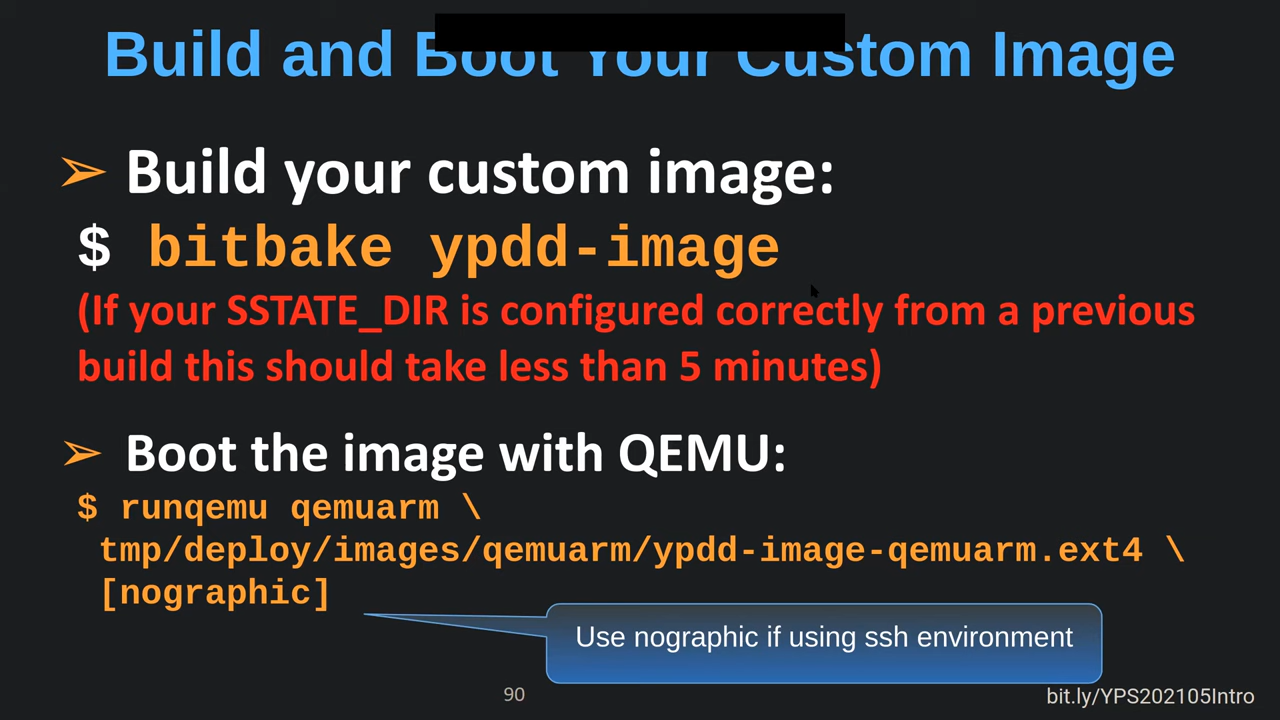 Build and Boot Your Custom Image
➢ Build your custom image:
$ bitbake ypdd-image
(If your SSTATE_DIR is configured correctly from a previous
build this should take less than 5 minutes)
➢ Boot the image with QEMU:
$ runqemu qemuarm \
tmp/deploy/images/qemuarm/ypdd-image-qemuarm.ext4 \
[nographic]
Use nographic if using ssh environment
90
bit.ly/YPS202105Intro